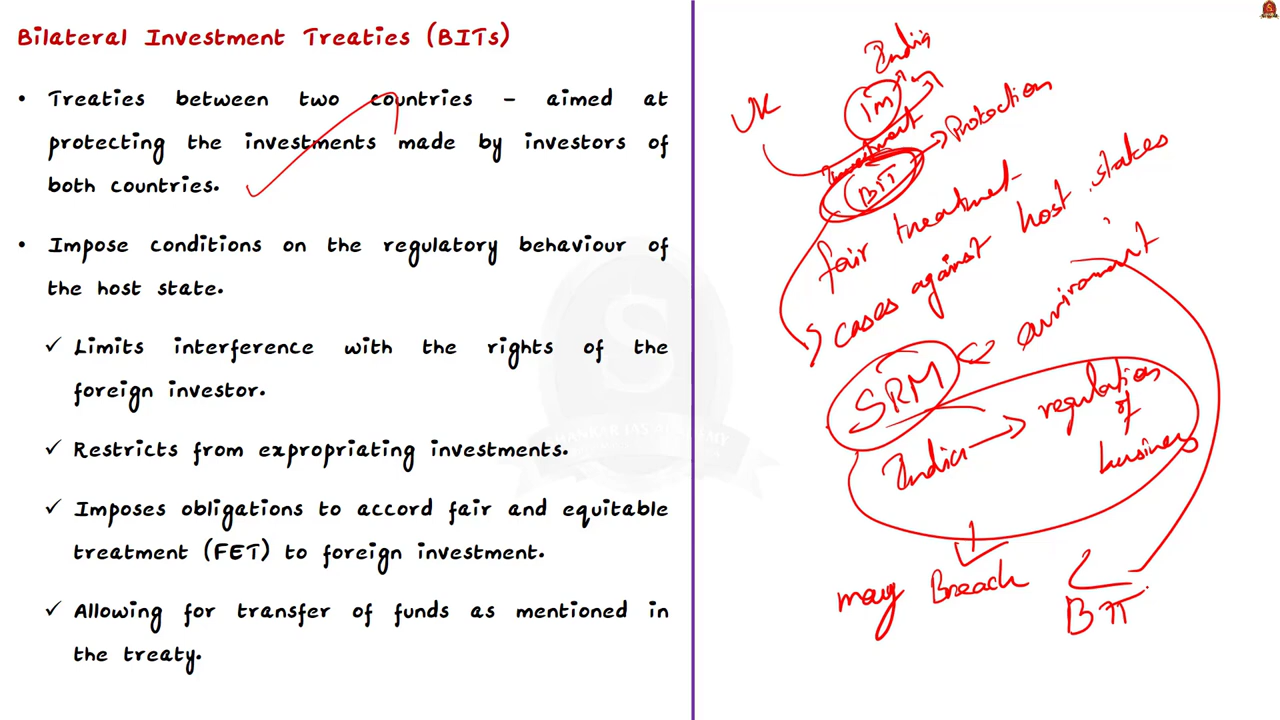 Bilateral Investment Treaties (BITs)
• Treaties between two countries – aimed at
protecting the investments made by investors of
both countries.
• Impose conditions on the regulatory behaviour of
the host state.
✓ Limits interference with the rights of the
foreign investor.
✓ Restricts from expropriating investments.
✓ Imposes obligations to accord fair and equitable
treatment (FET) to foreign investment.
✓ Allowing for transfer of funds as mentioned in
the treaty.
India
UK
IM
Investment
Protection
BIT
fair treatment
cases against host states
environment
SRM
India → regulation
of
business
may Breach
BIT